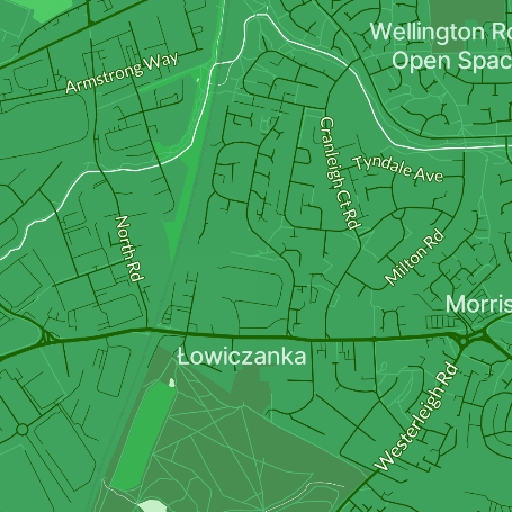 Wellington Ro
Open Spac
Armstrong Way
Cranleigh Ct Rd
Tyndale Ave
North Rd
Milton Rd
Morris
Łowiczanka
Westerleigh Rd